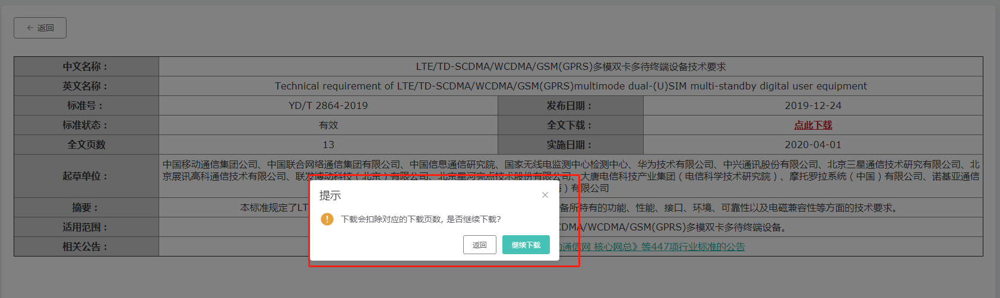 ← 返回
中文名称：
LTE/TD-SCDMA/WCDMA/GSM(GPRS)多模双卡多待终端设备技术要求
英文名称：
Technical requirement of LTE/TD-SCDMA/WCDMA/GSM(GPRS)multimode dual-(U)SIM multi-standby digital user equipment
标准号：
YD/T 2864-2019
发布日期：
2019-12-24
标准状态：
有效
全文下载：
点此下载
全文页数
13
实施日期：
2020-04-01
起草单位：
中国移动通信集团公司、中国联合网络通信集团有限公司、中国信息通信研究院、国家无线电监测中心检测中心、华为技术有限公司、中兴通讯股份有限公司、北京三星通信技术研究有限公司、北
京展讯高科通信技术有限公司、联发博动科技（北京）有限公司、北京星河亮点技术股份有限公司、大唐电信科技产业集团（电信科学技术研究院）、摩托罗拉系统（中国）有限公司、诺基亚通信
）有限公司
摘要：
本标准规定了LT
备所特有的功能、性能、接口、环境、可靠性以及电磁兼容性等方面的技术要求。
适用范围：
CDMA/WCDMA/GSM(GPRS)多模双卡多待终端设备。
相关公告：
动通信网 核心网总》等447项行业标准的公告
提示
下载会扣除对应的下载页数, 是否继续下载?
返回
继续下载